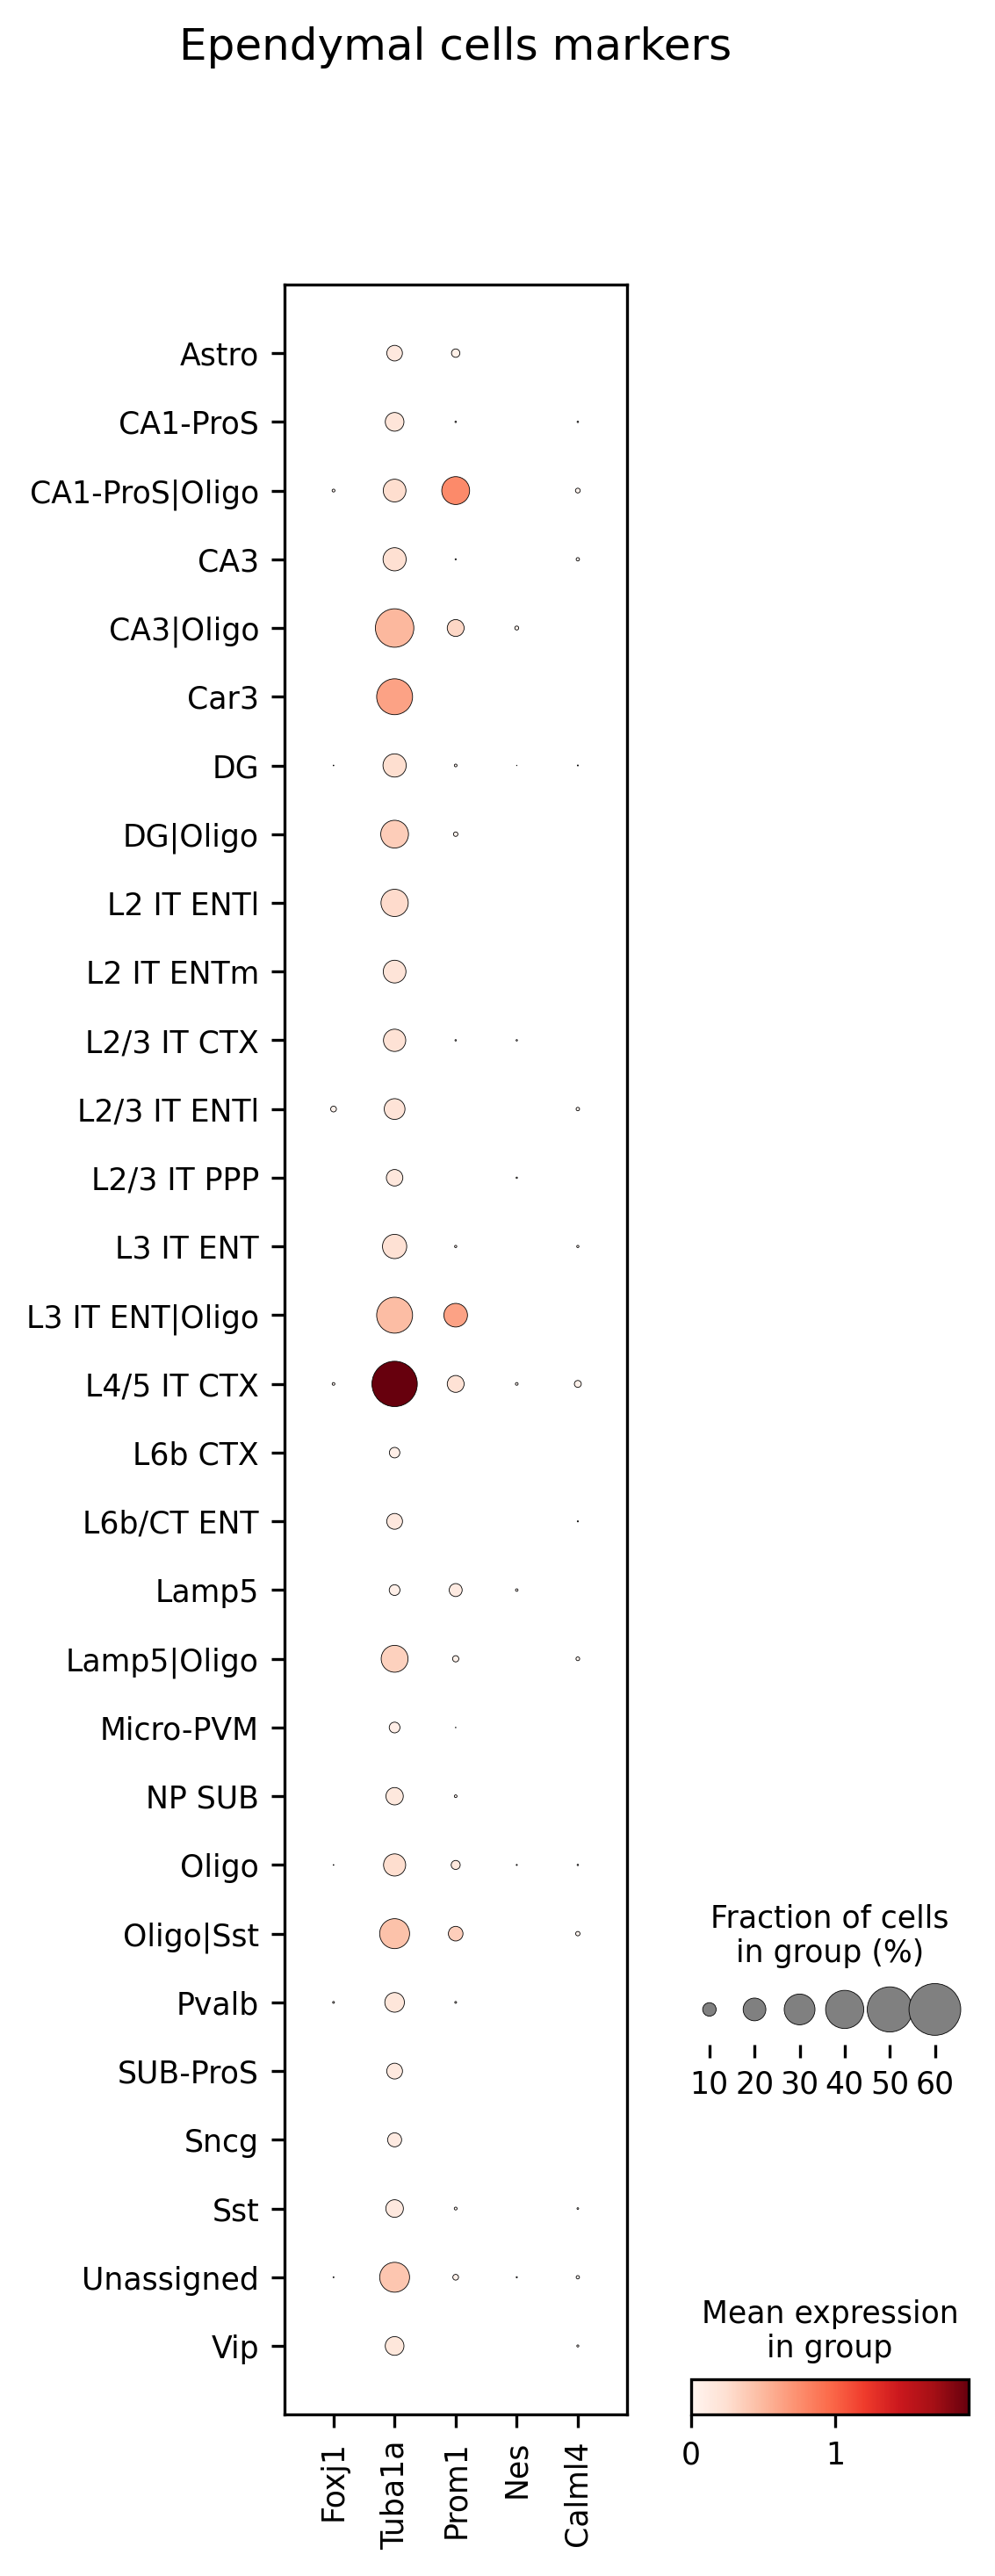 Ependymal cells markers
Astro
CA1-ProS
CA1-ProS|Oligo
CA3
CA3|Oligo
Car3
DG
DG|Oligo
L2 IT ENTl
L2 IT ENTm
L2/3 IT CTX
L2/3 IT ENTl
L2/3 IT PPP
L3 IT ENT
L3 IT ENT|Oligo
L4/5 IT CTX
L6b CTX
L6b/CT ENT
Lamp5
Lamp5|Oligo
Micro-PVM
NP SUB
Oligo
Oligo|Sst
Pvalb
SUB-ProS
Sncg
Sst
Unassigned
Vip
Foxj1
Tuba1a
Prom1
Nes
Calml4
Fraction of cells
in group (%)
10 20 30 40 50 60
Mean expression
in group
0 1